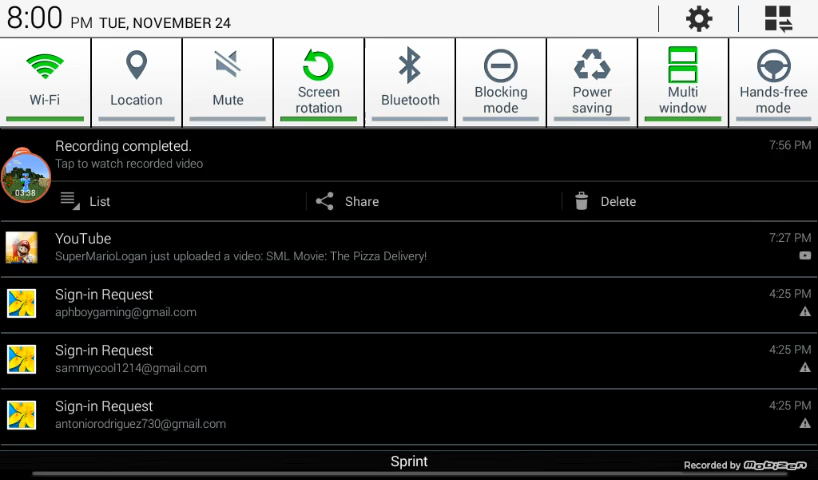 8:00 PM TUE, NOVEMBER 24
Wi-Fi
Location
Mute
Screen
rotation
Bluetooth
Blocking
mode
Power
saving
Multi
window
Hands-free
mode
Recording completed. 7:56 PM
Tap to watch recorded video
03:38
List Share Delete
YouTube 7:27 PM
SuperMarioLogan just uploaded a video: SML Movie: The Pizza Delivery!
Sign-in Request 4:25 PM
aphboygaming@gmail.com
Sign-in Request 4:25 PM
sammycool1214@gmail.com
Sign-in Request 4:25 PM
antoniorodriguez730@gmail.com
Sprint
Recorded by mobizen